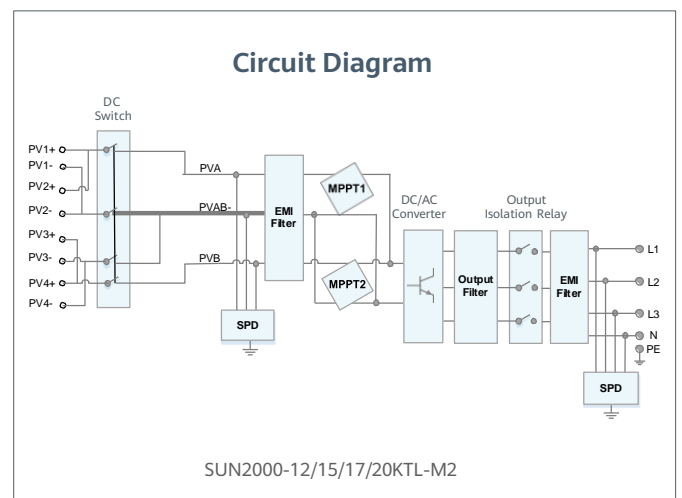 Circuit Diagram
DC
Switch
PV1+
PV1-
PV2+
PV2-
PV3+
PV3-
PV4+
PV4-
PVA
PVAB-
PVB
EMI
Filter
SPD
MPPT1
MPPT2
DC/AC
Converter
Output
Filter
Output
Isolation Relay
EMI
Filter
L1
L2
L3
N
PE
SPD
SUN2000-12/15/17/20KTL-M2